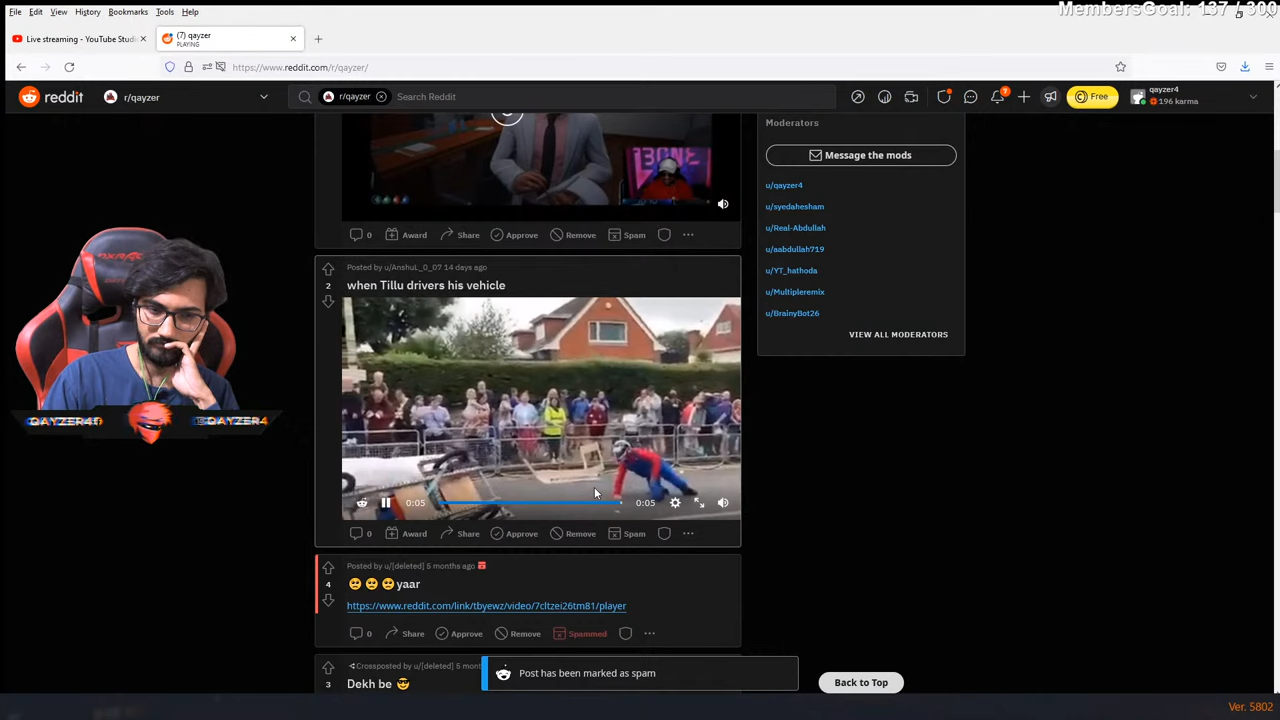 MembersGoal: 137 / 300
File Edit View History Bookmarks Tools Help
Live streaming - YouTube Studi
(7) qayzer
PLAYING
https://www.reddit.com/r/qayzer/
reddit
r/qayzer
r/qayzer
Search Reddit
7
Free
qayzer4
196 karma
BONE
0 Award Share Approve Remove Spam
Moderators
Message the mods
u/qayzer4
u/syedahesham
u/Real-Abdullah
u/aabdullah719
u/YT_hathoda
u/Multipleremix
u/BrainyBot26
VIEW ALL MODERATORS
Posted by u/AnshuL_0_07 14 days ago
2
when Tillu drivers his vehicle
0:05
0:05
0 Award Share Approve Remove Spam
QAYZER4
Posted by u/[deleted] 5 months ago
4
🥺 🥺 🥺 yaar
https://www.reddit.com/link/tbyewz/video/7cltzei26tm81/player
0 Share Approve Remove Spammed
Crossposted by u/[deleted] 5 mont
3
Dekh be 😎
Post has been marked as spam
Back to Top
Ver. 5802